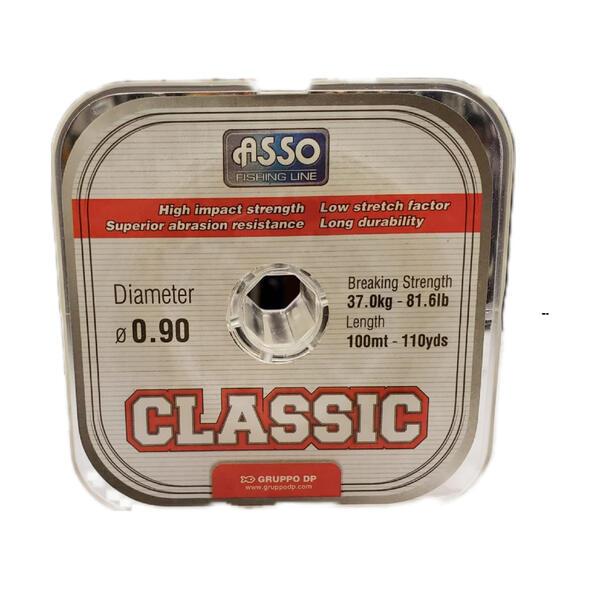 ASSO
FISHING LINE
High impact strength Low stretch factor
Superior abrasion resistance Long durability
Diameter
ø 0.90
Breaking Strength
37.0kg - 81.6lb
Length
100mt - 110yds
CLASSIC
GRUPPO DP
www.gruppodp.com